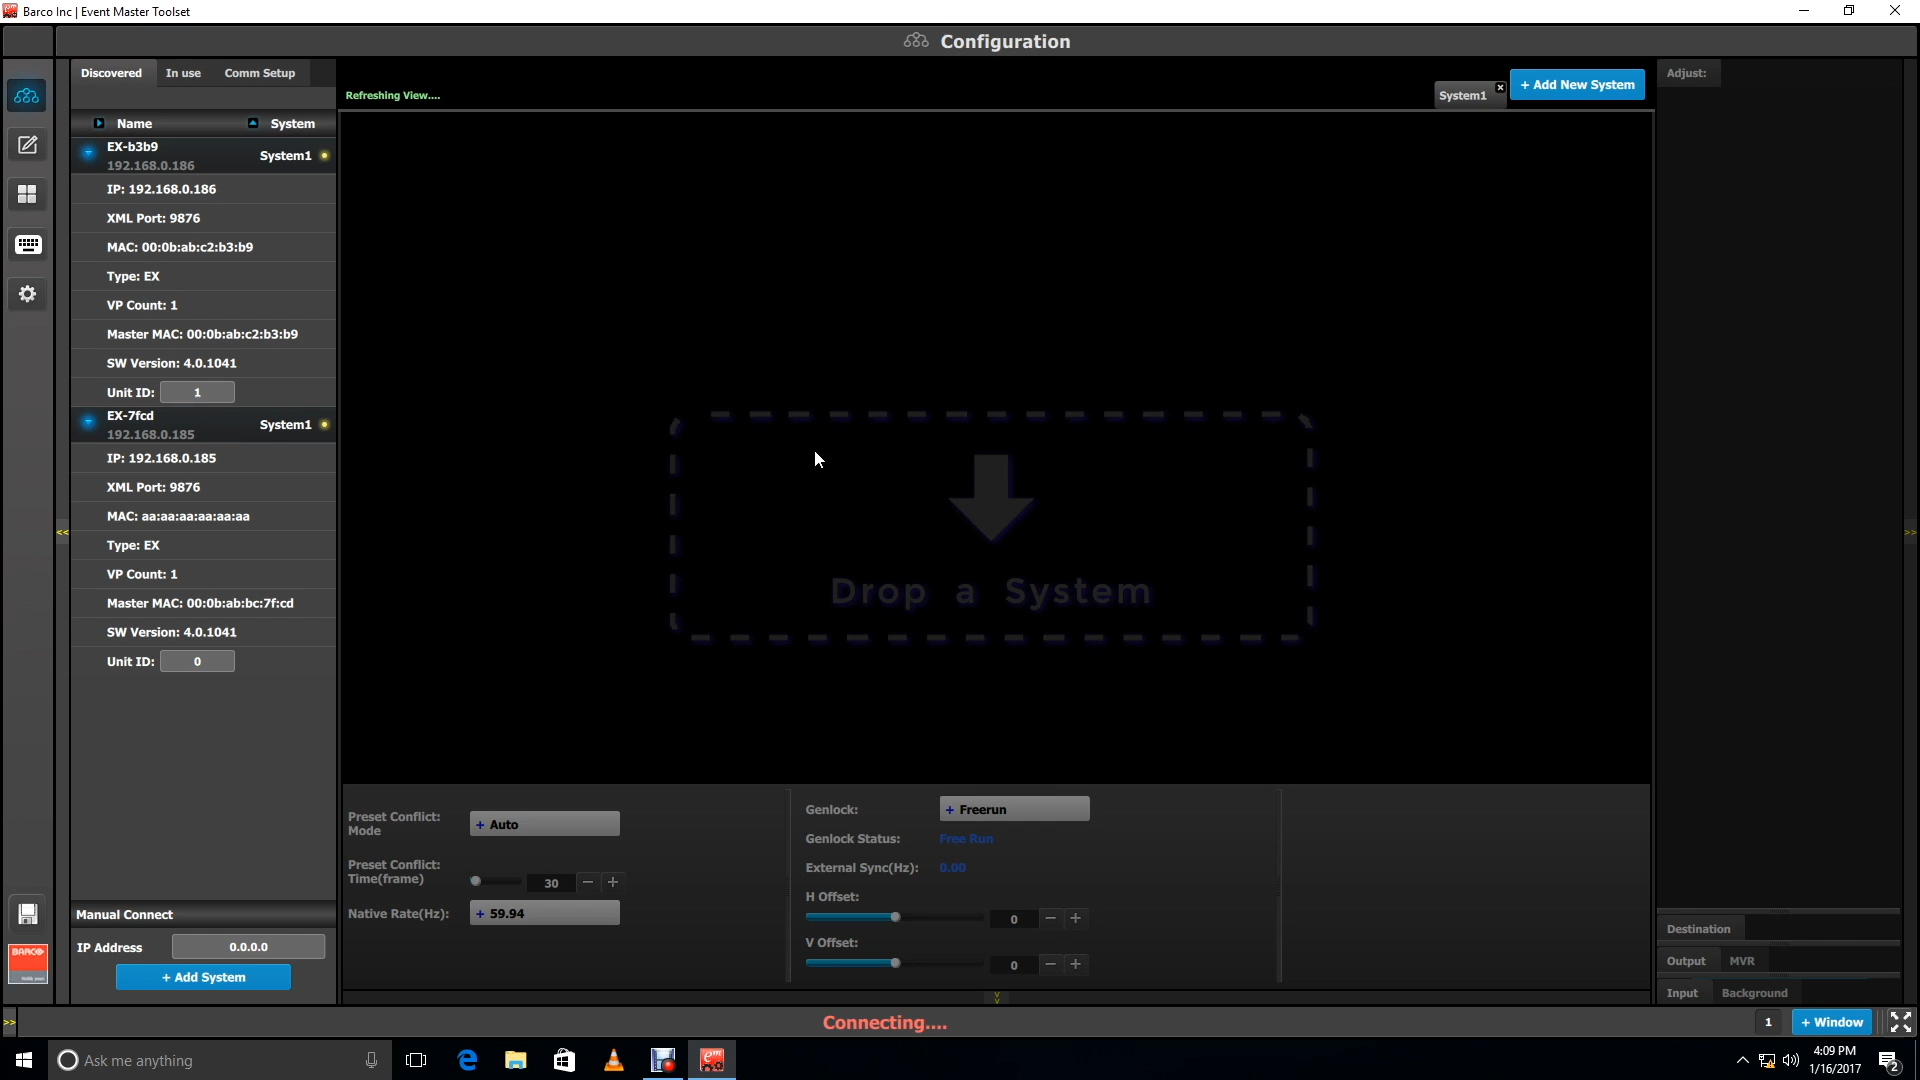 Barco Inc | Event Master Toolset
Configuration
Discovered In use Comm Setup
Refreshing View....
System1
+ Add New System
Adjust:
Name System
EX-b3b9
192.168.0.186
System1
IP: 192.168.0.186
XML Port: 9876
MAC: 00:0b:ab:c2:b3:b9
Type: EX
VP Count: 1
Master MAC: 00:0b:ab:c2:b3:b9
SW Version: 4.0.1041
Unit ID: 1
EX-7fcd
192.168.0.185
System1
IP: 192.168.0.185
XML Port: 9876
MAC: aa:aa:aa:aa:aa:aa
Type: EX
VP Count: 1
Master MAC: 00:0b:ab:bc:7f:cd
SW Version: 4.0.1041
Unit ID: 0
<<
>>
Drop a System
Preset Conflict:
Mode
+ Auto
Preset Conflict:
Time(frame)
30 − +
Native Rate(Hz): + 59.94
Genlock: + Freerun
Genlock Status: Free Run
External Sync(Hz): 0.00
H Offset:
0 − +
V Offset:
0 − +
Manual Connect
IP Address 0.0.0.0
+ Add System
BARCO
Destination
Output MVR
Input Background
>>
Connecting....
1
+ Window
em
Ask me anything
4:09 PM
1/16/2017
2